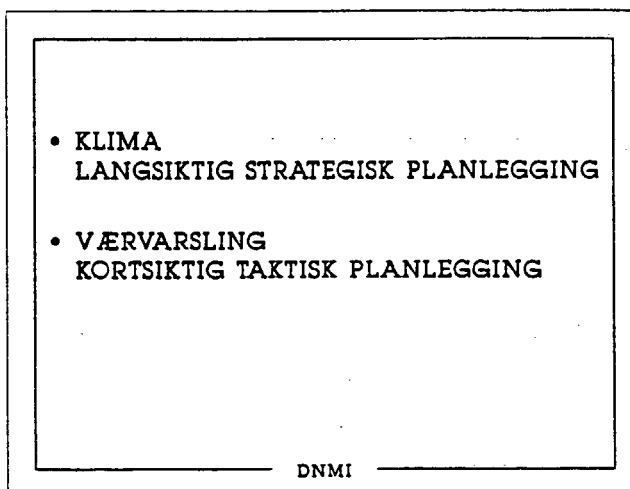 • KLIMA
LANGSIKTIG STRATEGISK PLANLEGGING
• VÆRVARSLING
KORTSIKTIG TAKTISK PLANLEGGING
DNMI